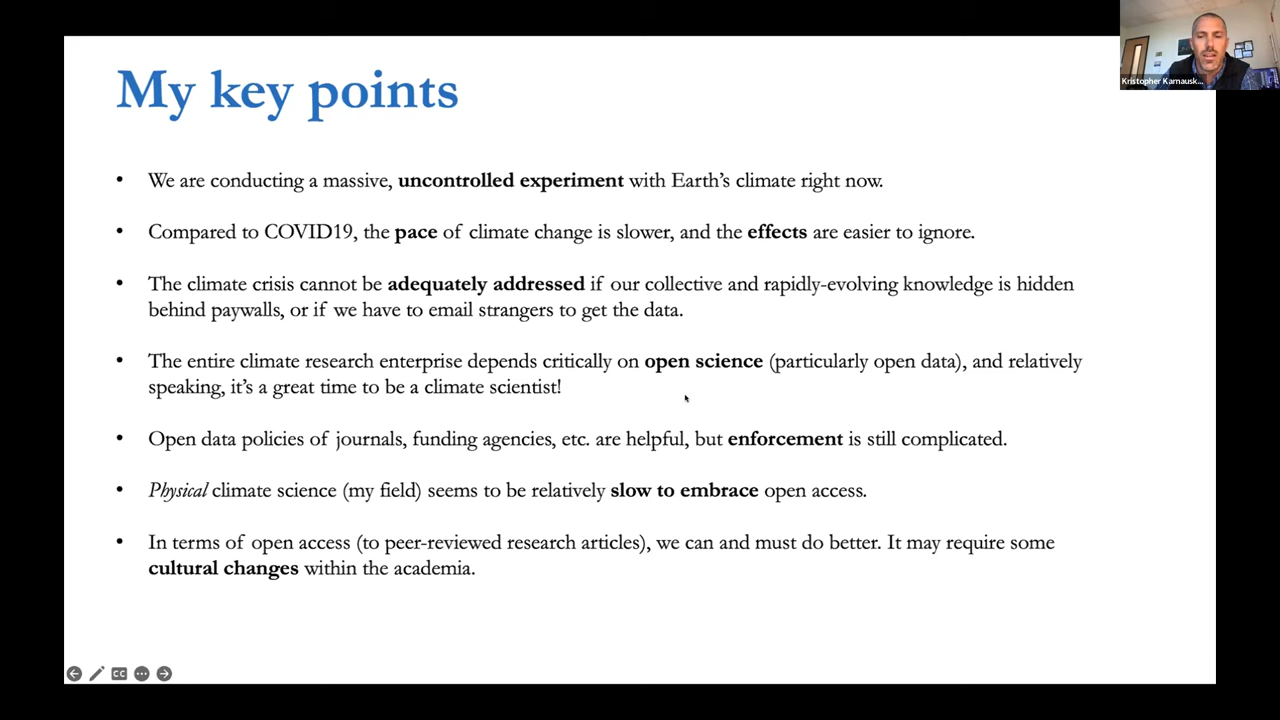 My key points
Kristopher Karnausk...
• We are conducting a massive, uncontrolled experiment with Earth's climate right now.
• Compared to COVID19, the pace of climate change is slower, and the effects are easier to ignore.
• The climate crisis cannot be adequately addressed if our collective and rapidly-evolving knowledge is hidden
behind paywalls, or if we have to email strangers to get the data.
• The entire climate research enterprise depends critically on open science (particularly open data), and relatively
speaking, it's a great time to be a climate scientist!
• Open data policies of journals, funding agencies, etc. are helpful, but enforcement is still complicated.
• Physical climate science (my field) seems to be relatively slow to embrace open access.
• In terms of open access (to peer-reviewed research articles), we can and must do better. It may require some
cultural changes within the academia.
CC